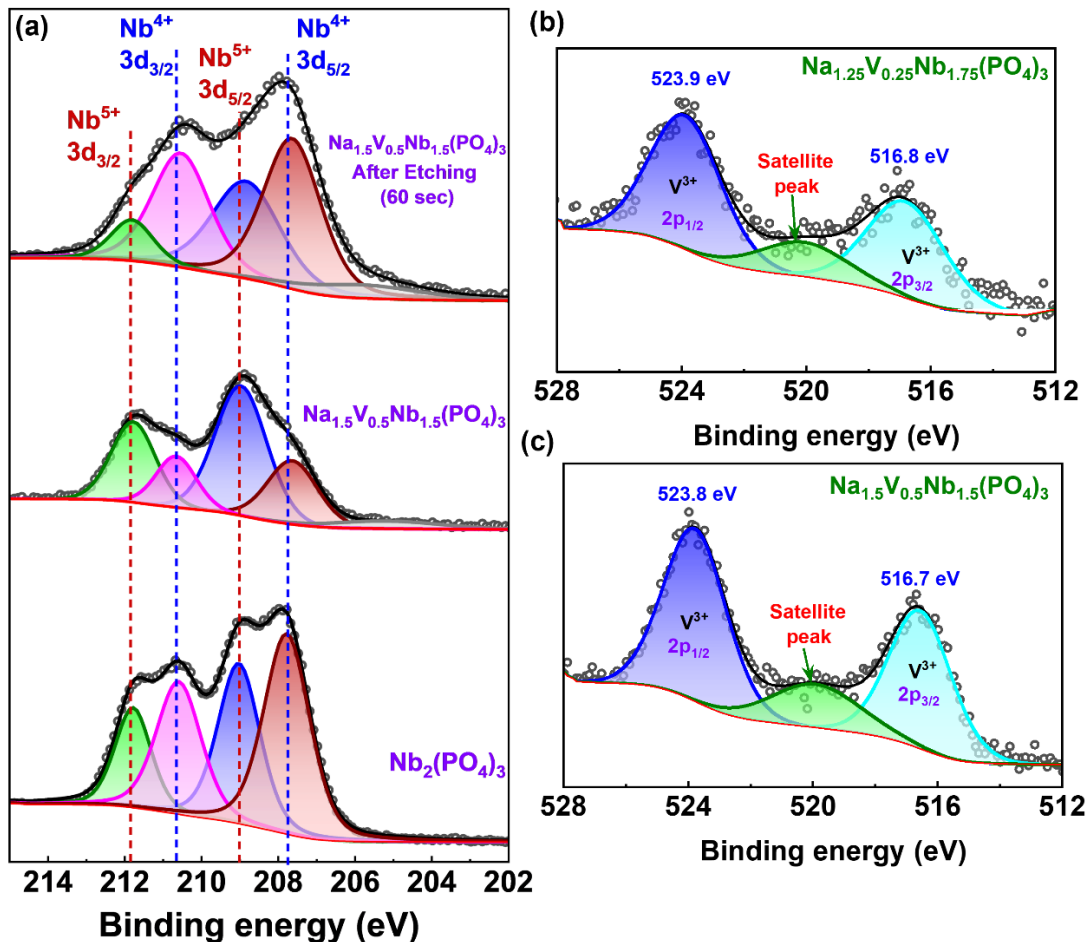 (a)
Nb4+
3d3/2
Nb5+
3d5/2
Nb4+
3d5/2
Nb5+
3d3/2
Na1.5V0.5Nb1.5(PO4)3
After Etching
(60 sec)
Na1.5V0.5Nb1.5(PO4)3
Nb2(PO4)3
214 212 210 208 206 204 202
Binding energy (eV)
(b)
Na1.25V0.25Nb1.75(PO4)3
523.9 eV
516.8 eV
Satellite
peak
V3+
2p1/2
V3+
2p3/2
528 524 520 516 512
Binding energy (eV)
(c)
Na1.5V0.5Nb1.5(PO4)3
523.8 eV
516.7 eV
Satellite
peak
V3+
2p1/2
V3+
2p3/2
528 524 520 516 512
Binding energy (eV)